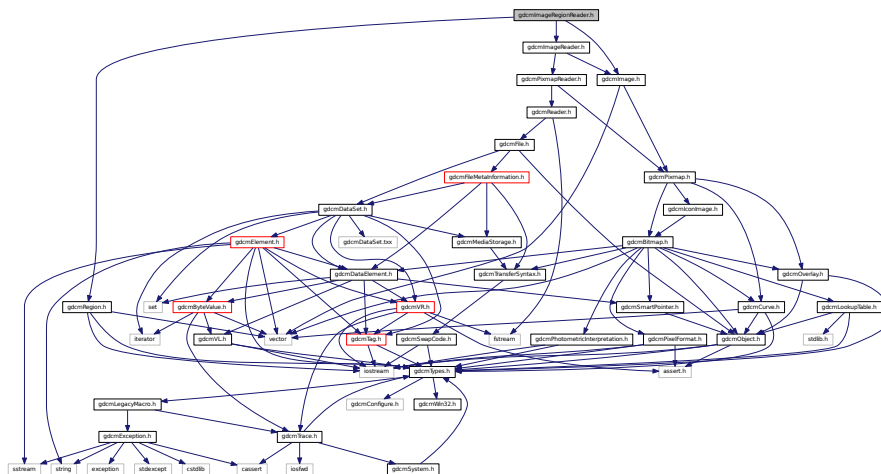 gdcmImageRegionReader.h
gdcmImageReader.h
gdcmPixmapReader.h
gdcmImage.h
gdcmReader.h
gdcmFile.h
gdcmFileMetaInformation.h
gdcmPixmap.h
gdcmDataSet.h
gdcmIconImage.h
gdcmElement.h
gdcmDataSet.txx
gdcmMediaStorage.h
gdcmBitmap.h
gdcmDataElement.h
gdcmTransferSyntax.h
gdcmOverlay.h
gdcmRegion.h
set
gdcmByteValue.h
gdcmVR.h
gdcmSmartPointer.h
gdcmCurve.h
gdcmLookupTable.h
iterator
gdcmVL.h
vector
gdcmTag.h
gdcmSwapCode.h
fstream
gdcmPhotometricInterpretation.h
gdcmPixelFormat.h
gdcmObject.h
stdlib.h
iostream
gdcmTypes.h
assert.h
gdcmLegacyMacro.h
gdcmConfigure.h
gdcmWin32.h
gdcmException.h
gdcmTrace.h
sstream
string
exception
stdexcept
cstdlib
cassert
iosfwd
gdcmSystem.h